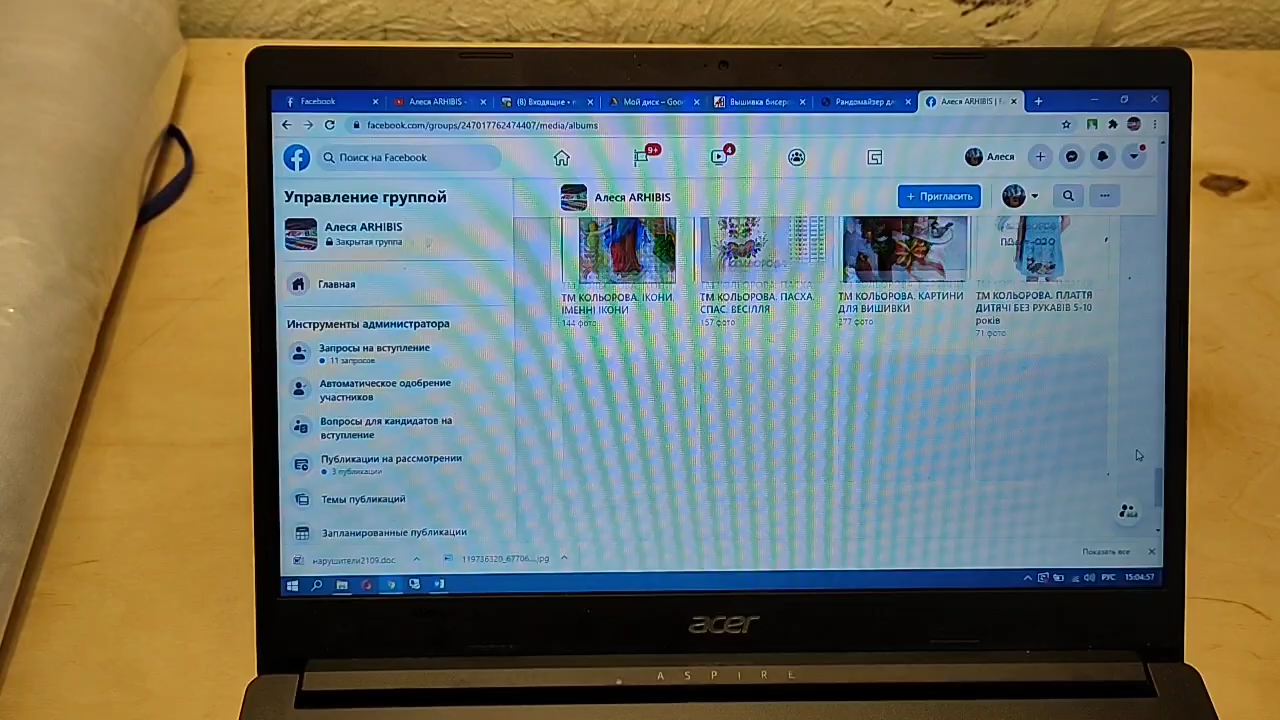 Facebook
Алеся ARHIBIS -
(8) Входящие •
Мой диск – Goo
Вышивка бисеро
Рандомайзер дл
Алеся ARHIBIS | F
facebook.com/groups/247017762474407/media/albums
Поиск на Facebook
9+
4
Алеся
Управление группой
Алеся ARHIBIS
+ Пригласить
Алеся ARHIBIS
Закрытая группа
Главная
Инструменты администратора
Запросы на вступление
11 запросов
Автоматическое одобрение
участников
Вопросы для кандидатов на
вступление
Публикации на рассмотрении
3 публикации
Темы публикаций
Запланированные публикации
ТМ КОЛЬОРОВА. ІКОНИ,
ІМЕННІ ІКОНИ
144 фото
ТМ КОЛЬОРОВА. ПАСХА,
СПАС, ВЕСІЛЛЯ
157 фото
ТМ КОЛЬОРОВА. КАРТИНИ
ДЛЯ ВИШИВКИ
277 фото
ТМ КОЛЬОРОВА. ПЛАТТЯ
ДИТЯЧІ БЕЗ РУКАВІВ 5-10
років
71 фото
нарушители2109.doc
119736320_67706....jpg
Показать все
РУС
15:04:57
acer
ASPIRE